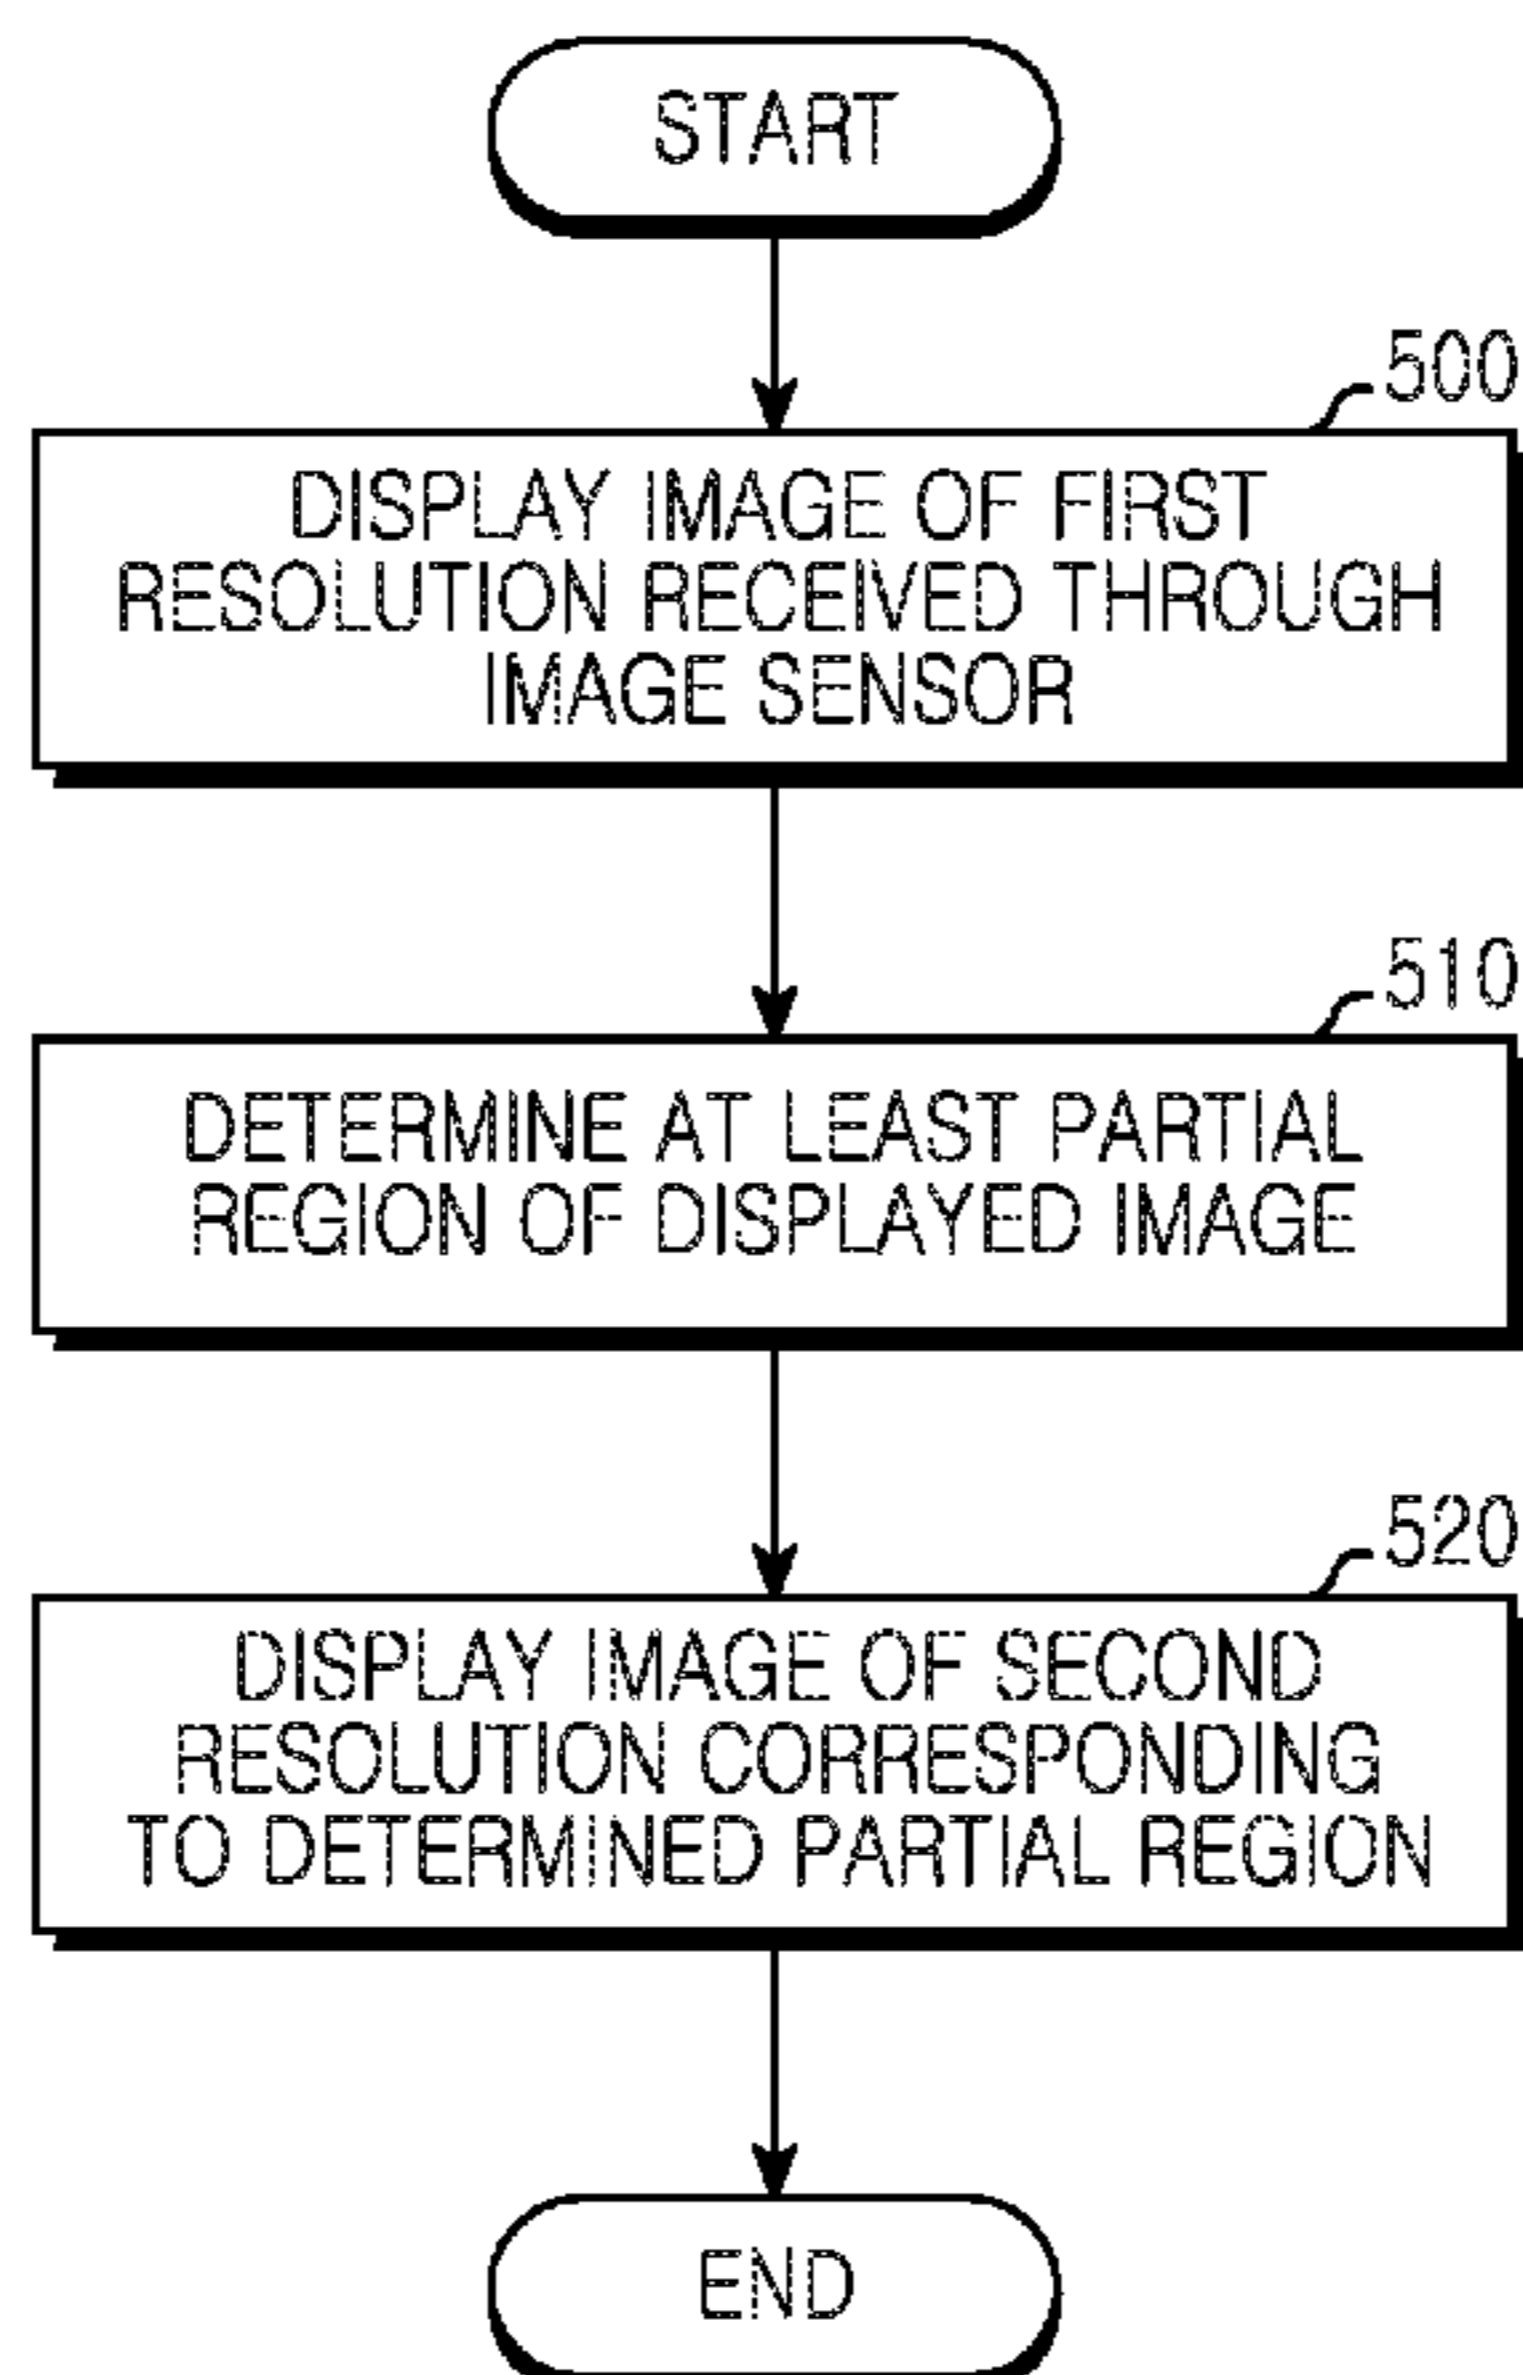 START
500
DISPLAY IMAGE OF FIRST
RESOLUTION RECEIVED THROUGH
IMAGE SENSOR
510
DETERMINE AT LEAST PARTIAL
REGION OF DISPLAYED IMAGE
520
DISPLAY IMAGE OF SECOND
RESOLUTION CORRESPONDING
TO DETERMINED PARTIAL REGION
END